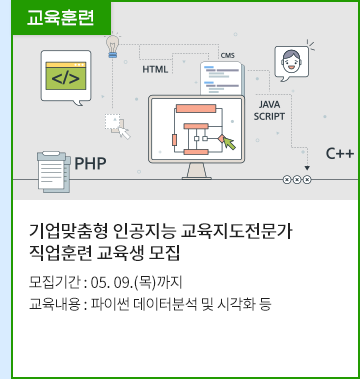 교육훈련
</>
CMS
HTML
JAVA
SCRIPT
C++
PHP
기업맞춤형 인공지능 교육지도전문가
직업훈련 교육생 모집
모집기간 : 05. 09.(목)까지
교육내용 : 파이썬 데이터분석 및 시각화 등